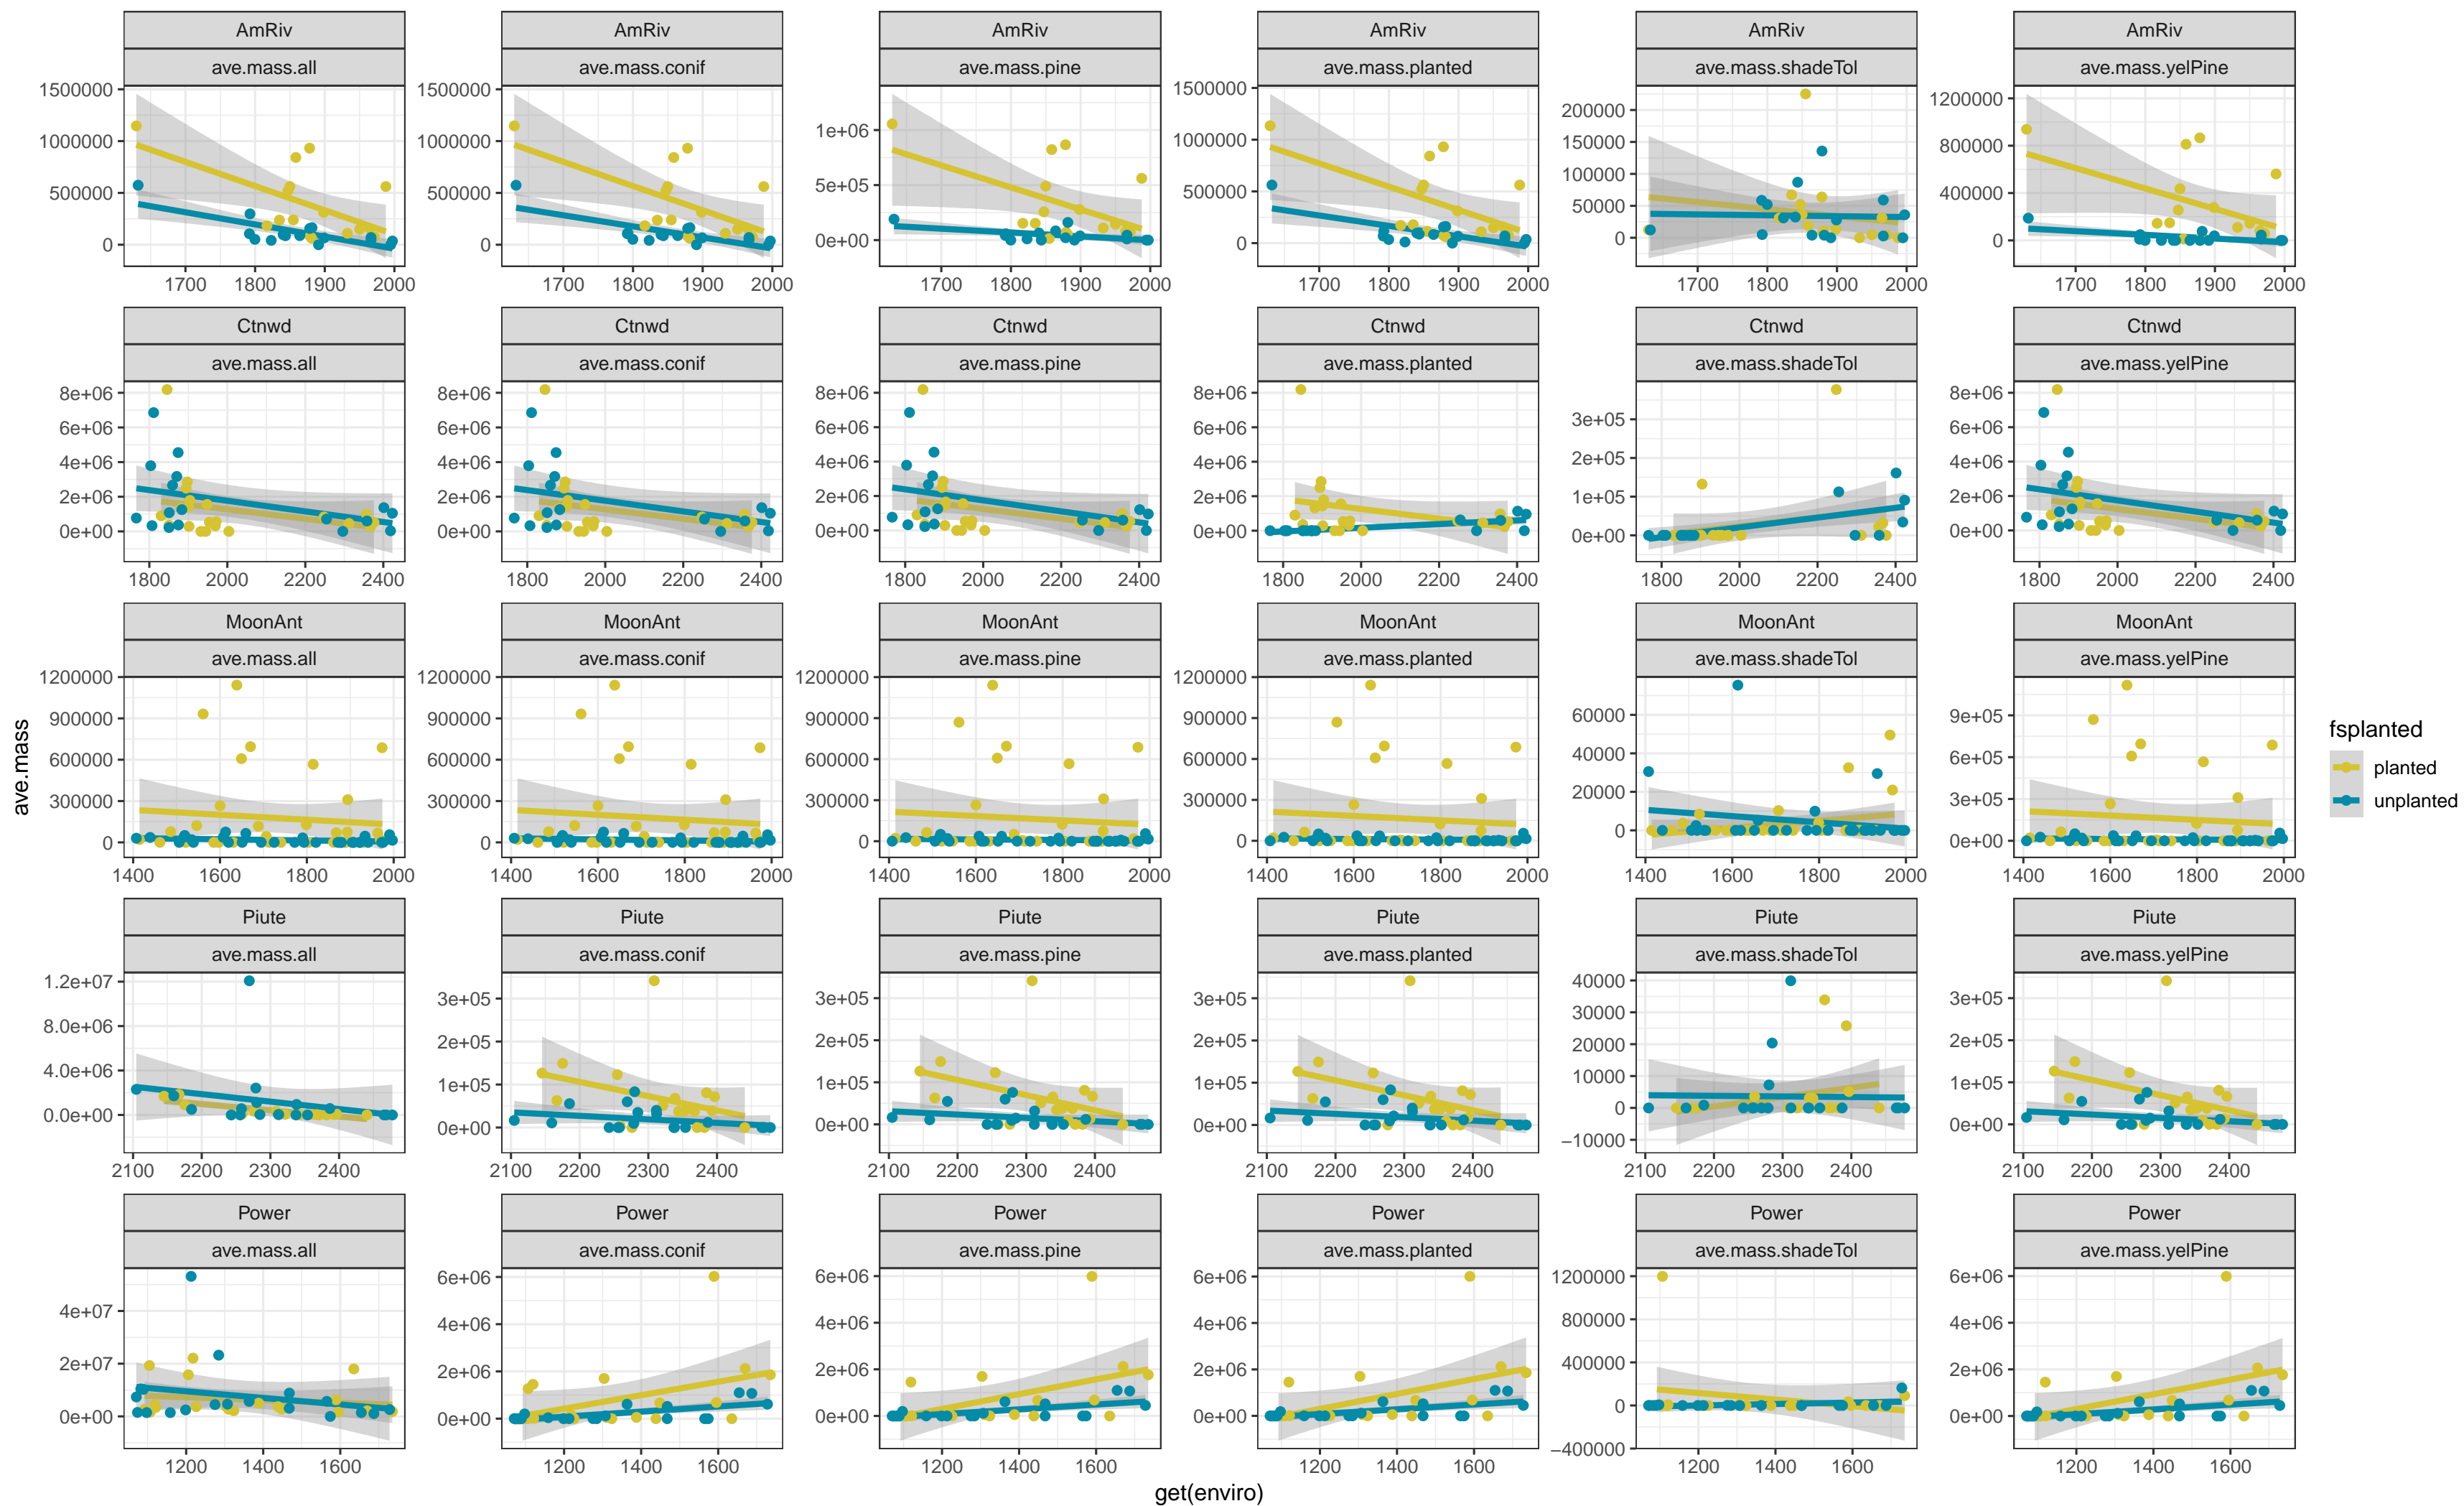 AmRiv AmRiv AmRiv AmRiv AmRiv AmRiv
ave.mass.all ave.mass.conif ave.mass.pine ave.mass.planted ave.mass.shadeTol ave.mass.yelPine
1500000 1000000 500000 0
1500000 1000000 500000 0
1e+06 5e+05 0e+00
1500000 1000000 500000 0
200000 150000 100000 50000 0
1200000 800000 400000 0
1700 1800 1900 2000 1700 1800 1900 2000 1700 1800 1900 2000 1700 1800 1900 2000 1700 1800 1900 2000 1700 1800 1900 2000
Ctnwd Ctnwd Ctnwd Ctnwd Ctnwd Ctnwd
ave.mass.all ave.mass.conif ave.mass.pine ave.mass.planted ave.mass.shadeTol ave.mass.yelPine
8e+06 6e+06 4e+06 2e+06 0e+00
8e+06 6e+06 4e+06 2e+06 0e+00
8e+06 6e+06 4e+06 2e+06 0e+00
8e+06 6e+06 4e+06 2e+06 0e+00
3e+05 2e+05 1e+05 0e+00
8e+06 6e+06 4e+06 2e+06 0e+00
1800 2000 2200 2400 1800 2000 2200 2400 1800 2000 2200 2400 1800 2000 2200 2400 1800 2000 2200 2400 1800 2000 2200 2400
MoonAnt MoonAnt MoonAnt MoonAnt MoonAnt MoonAnt
ave.mass.all ave.mass.conif ave.mass.pine ave.mass.planted ave.mass.shadeTol ave.mass.yelPine
1200000 900000 600000 300000 0
1200000 900000 600000 300000 0
1200000 900000 600000 300000 0
1200000 900000 600000 300000 0
60000 40000 20000 0
9e+05 6e+05 3e+05 0e+00
1400 1600 1800 2000 1400 1600 1800 2000 1400 1600 1800 2000 1400 1600 1800 2000 1400 1600 1800 2000 1400 1600 1800 2000
Piute Piute Piute Piute Piute Piute
ave.mass.all ave.mass.conif ave.mass.pine ave.mass.planted ave.mass.shadeTol ave.mass.yelPine
1.2e+07 8.0e+06 4.0e+06 0.0e+00
3e+05 2e+05 1e+05 0e+00
3e+05 2e+05 1e+05 0e+00
3e+05 2e+05 1e+05 0e+00
40000 30000 20000 10000 0 −10000
3e+05 2e+05 1e+05 0e+00
2100 2200 2300 2400 2100 2200 2300 2400 2100 2200 2300 2400 2100 2200 2300 2400 2100 2200 2300 2400 2100 2200 2300 2400
Power Power Power Power Power Power
ave.mass.all ave.mass.conif ave.mass.pine ave.mass.planted ave.mass.shadeTol ave.mass.yelPine
4e+07 2e+07 0e+00
6e+06 4e+06 2e+06 0e+00
6e+06 4e+06 2e+06 0e+00
6e+06 4e+06 2e+06 0e+00
1200000 800000 400000 0 −400000
6e+06 4e+06 2e+06 0e+00
1200 1400 1600 1200 1400 1600 1200 1400 1600 1200 1400 1600 1200 1400 1600 1200 1400 1600
get(enviro)
ave.mass
fsplanted
planted
unplanted